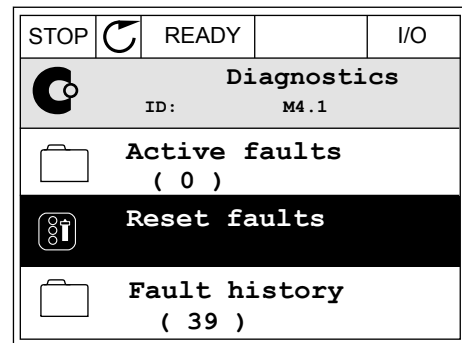 STOP READY I/O
Diagnostics
ID: M4.1
Active faults
( 0 )
Reset faults
Fault history
( 39 )